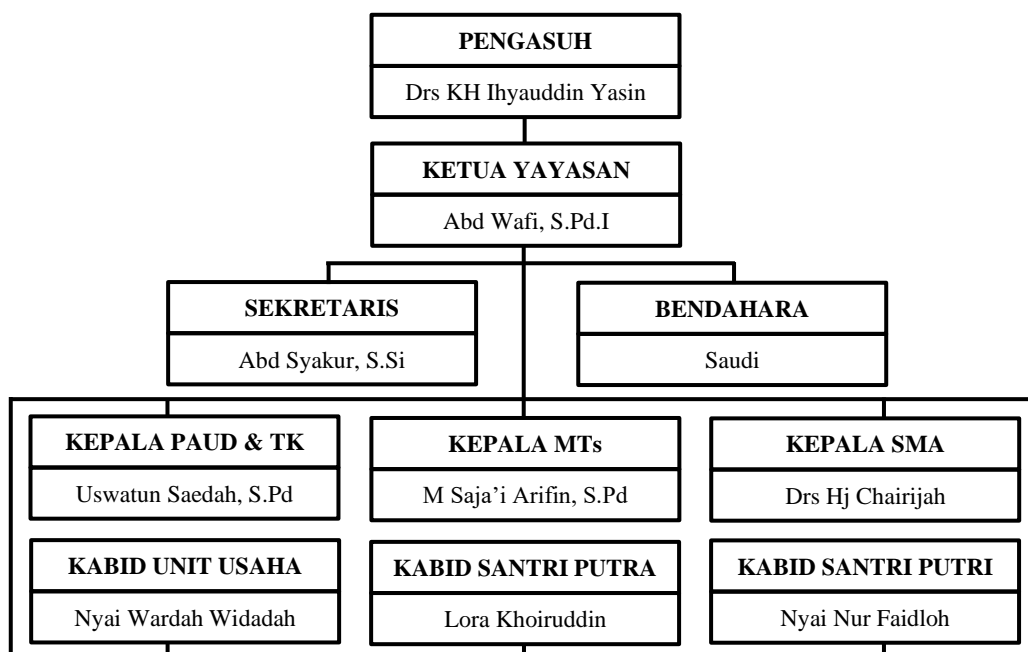 PENGASUH
Drs KH Ihyauddin Yasin
KETUA YAYASAN
Abd Wafi, S.Pd.I
SEKRETARIS
Abd Syakur, S.Si
BENDAHARA
Saudi
KEPALA PAUD & TK
Uswatun Saedah, S.Pd
KEPALA MTs
M Saja’i Arifin, S.Pd
KEPALA SMA
Drs Hj Chairijah
KABID UNIT USAHA
Nyai Wardah Widadah
KABID SANTRI PUTRA
Lora Khoiruddin
KABID SANTRI PUTRI
Nyai Nur Faidloh